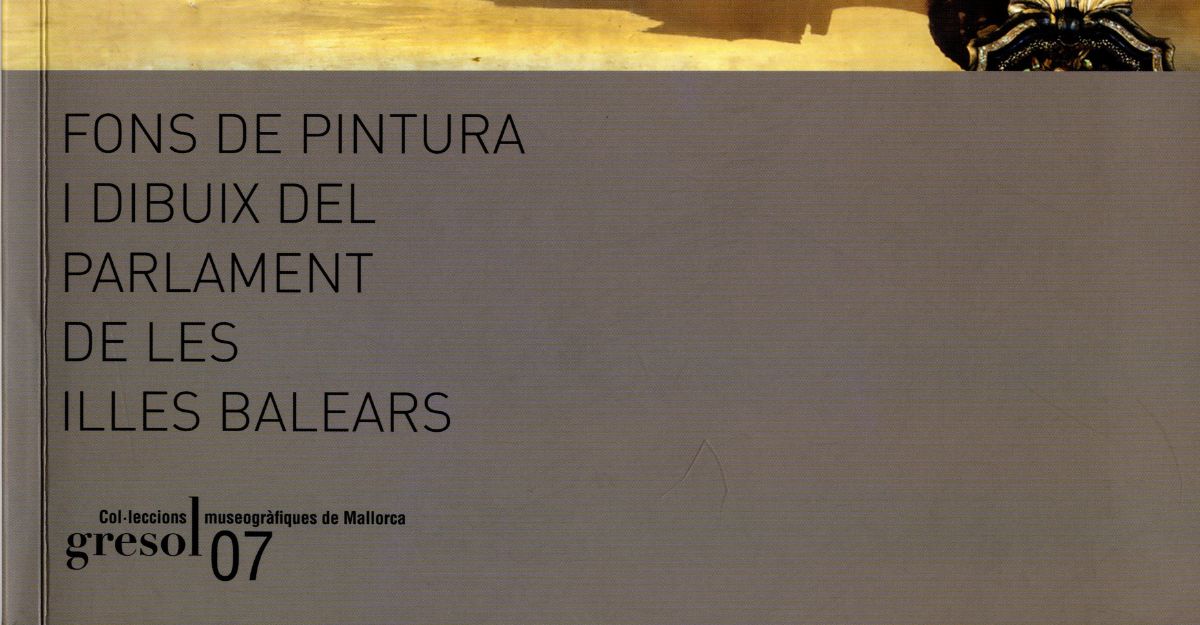 FONS DE PINTURA
I DIBUIX DEL
PARLAMENT
DE LES
ILLES BALEARS
Col·leccions museogràfiques de Mallorca
gresol 07